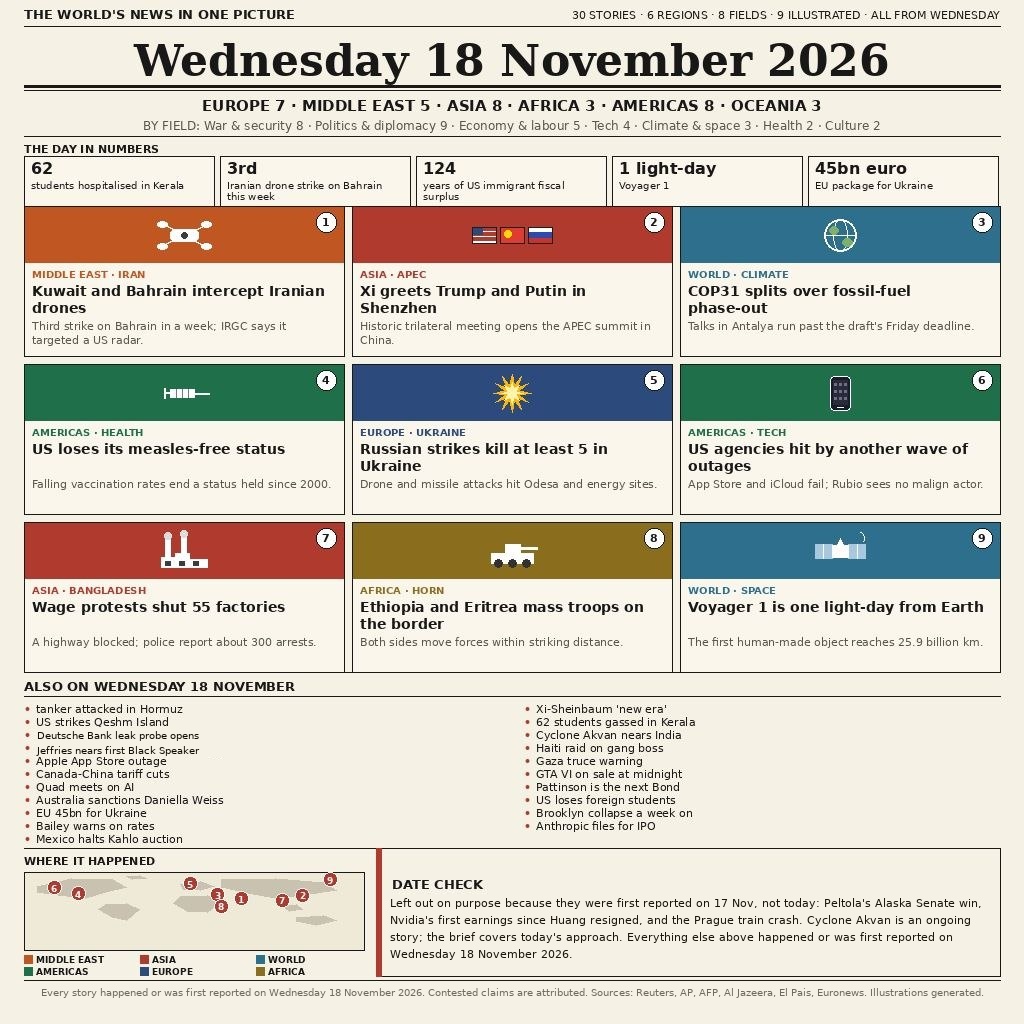 THE WORLD'S NEWS IN ONE PICTURE
30 STORIES · 6 REGIONS · 8 FIELDS · 9 ILLUSTRATED · ALL FROM WEDNESDAY
Wednesday 18 November 2026
EUROPE 7 · MIDDLE EAST 5 · ASIA 8 · AFRICA 3 · AMERICAS 8 · OCEANIA 3
BY FIELD: War & security 8 · Politics & diplomacy 9 · Economy & labour 5 · Tech 4 · Climate & space 3 · Health 2 · Culture 2
THE DAY IN NUMBERS
62
students hospitalised in Kerala
3rd
Iranian drone strike on Bahrain
this week
124
years of US immigrant fiscal
surplus
1 light-day
Voyager 1
45bn euro
EU package for Ukraine
1
MIDDLE EAST · IRAN
Kuwait and Bahrain intercept Iranian
drones
Third strike on Bahrain in a week; IRGC says it
targeted a US radar.
2
ASIA · APEC
Xi greets Trump and Putin in
Shenzhen
Historic trilateral meeting opens the APEC summit in
China.
3
WORLD · CLIMATE
COP31 splits over fossil-fuel
phase-out
Talks in Antalya run past the draft's Friday deadline.
4
AMERICAS · HEALTH
US loses its measles-free status
Falling vaccination rates end a status held since 2000.
5
EUROPE · UKRAINE
Russian strikes kill at least 5 in
Ukraine
Drone and missile attacks hit Odesa and energy sites.
6
AMERICAS · TECH
US agencies hit by another wave of
outages
App Store and iCloud fail; Rubio sees no malign actor.
7
ASIA · BANGLADESH
Wage protests shut 55 factories
A highway blocked; police report about 300 arrests.
8
AFRICA · HORN
Ethiopia and Eritrea mass troops on
the border
Both sides move forces within striking distance.
9
WORLD · SPACE
Voyager 1 is one light-day from Earth
The first human-made object reaches 25.9 billion km.
ALSO ON WEDNESDAY 18 NOVEMBER
• tanker attacked in Hormuz
• US strikes Qeshm Island
• Deutsche Bank leak probe opens
• Jeffries nears first Black Speaker
• Apple App Store outage
• Canada-China tariff cuts
• Quad meets on AI
• Australia sanctions Daniella Weiss
• EU 45bn for Ukraine
• Bailey warns on rates
• Mexico halts Kahlo auction
• Xi-Sheinbaum 'new era'
• 62 students gassed in Kerala
• Cyclone Akvan nears India
• Haiti raid on gang boss
• Gaza truce warning
• GTA VI on sale at midnight
• Pattinson is the next Bond
• US loses foreign students
• Brooklyn collapse a week on
• Anthropic files for IPO
WHERE IT HAPPENED
6
4
5
3
8
1
7
2
9
MIDDLE EAST
ASIA
WORLD
AMERICAS
EUROPE
AFRICA
DATE CHECK
Left out on purpose because they were first reported on 17 Nov, not today: Peltola's Alaska Senate win,
Nvidia's first earnings since Huang resigned, and the Prague train crash. Cyclone Akvan is an ongoing
story; the brief covers today's approach. Everything else above happened or was first reported on
Wednesday 18 November 2026.
Every story happened or was first reported on Wednesday 18 November 2026. Contested claims are attributed. Sources: Reuters, AP, AFP, Al Jazeera, El Pais, Euronews. Illustrations generated.